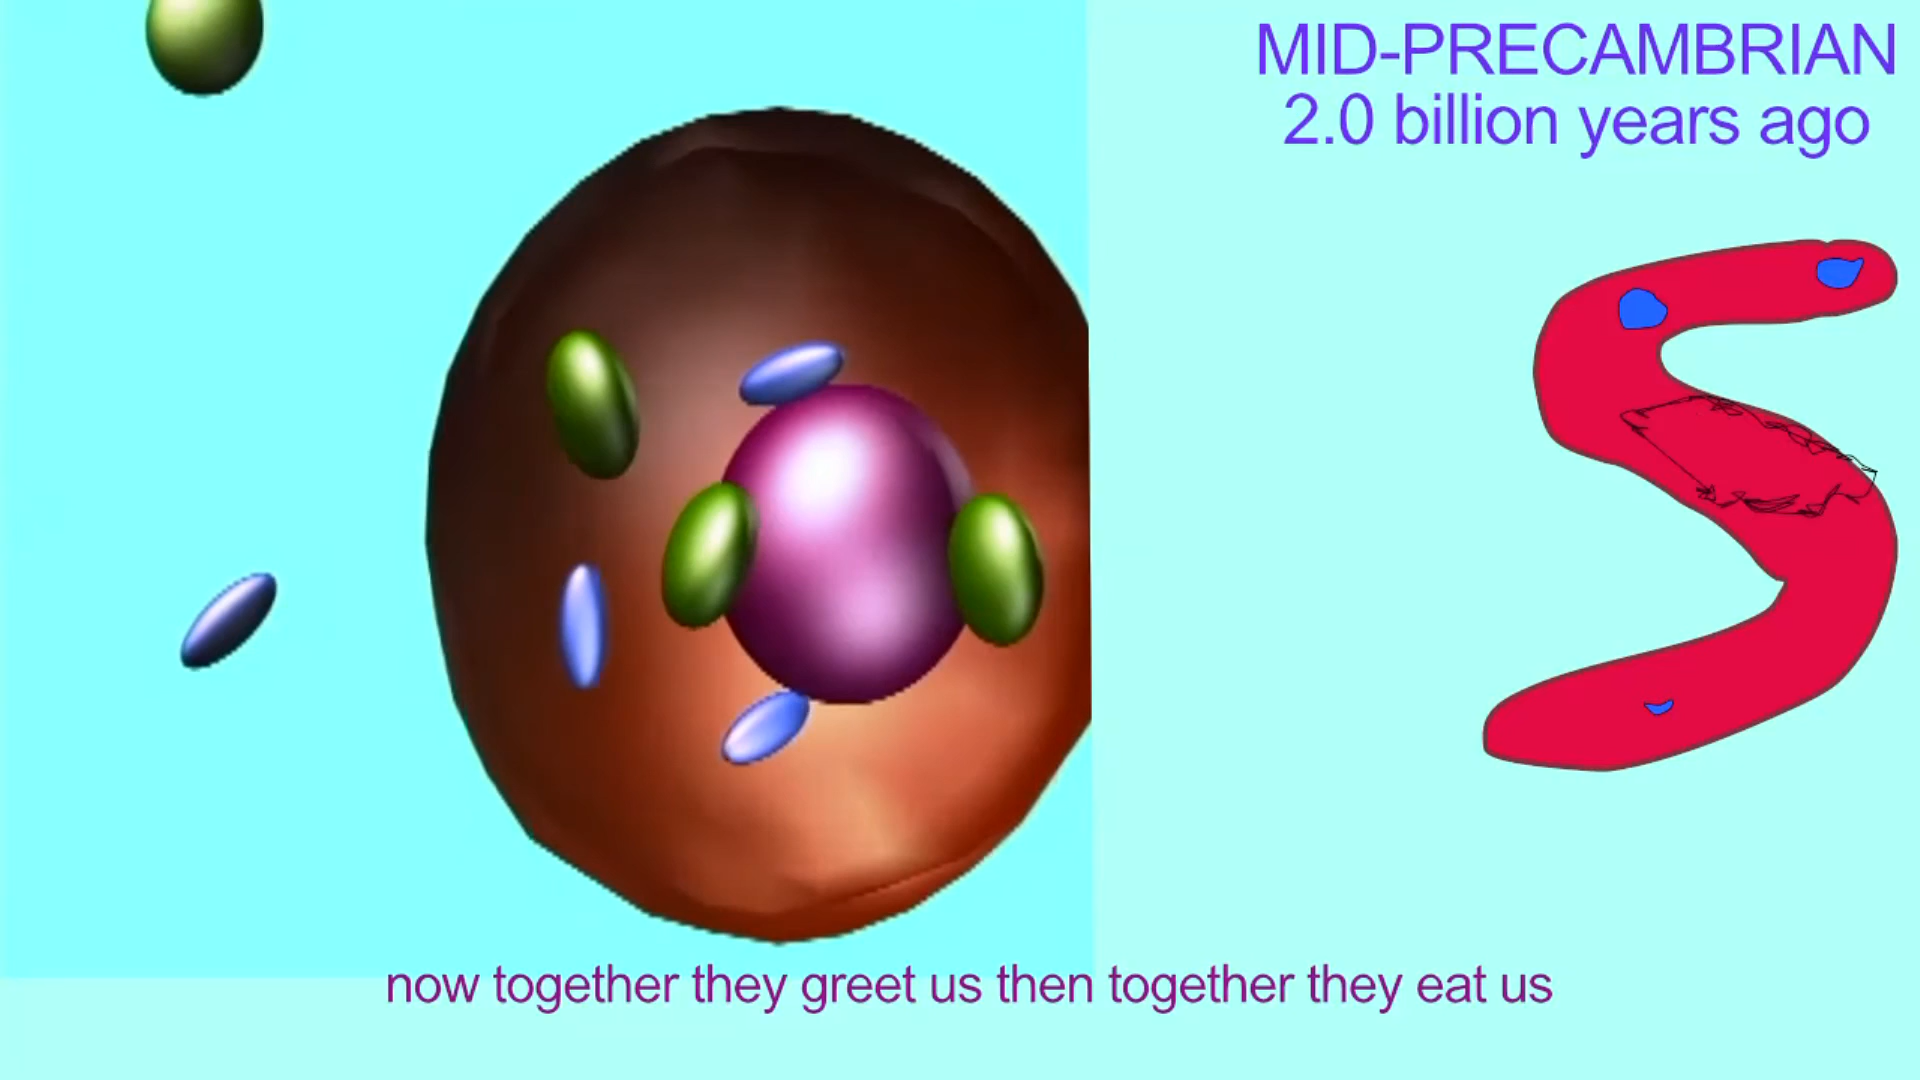 MID-PRECAMBRIAN
2.0 billion years ago
now together they greet us then together they eat us